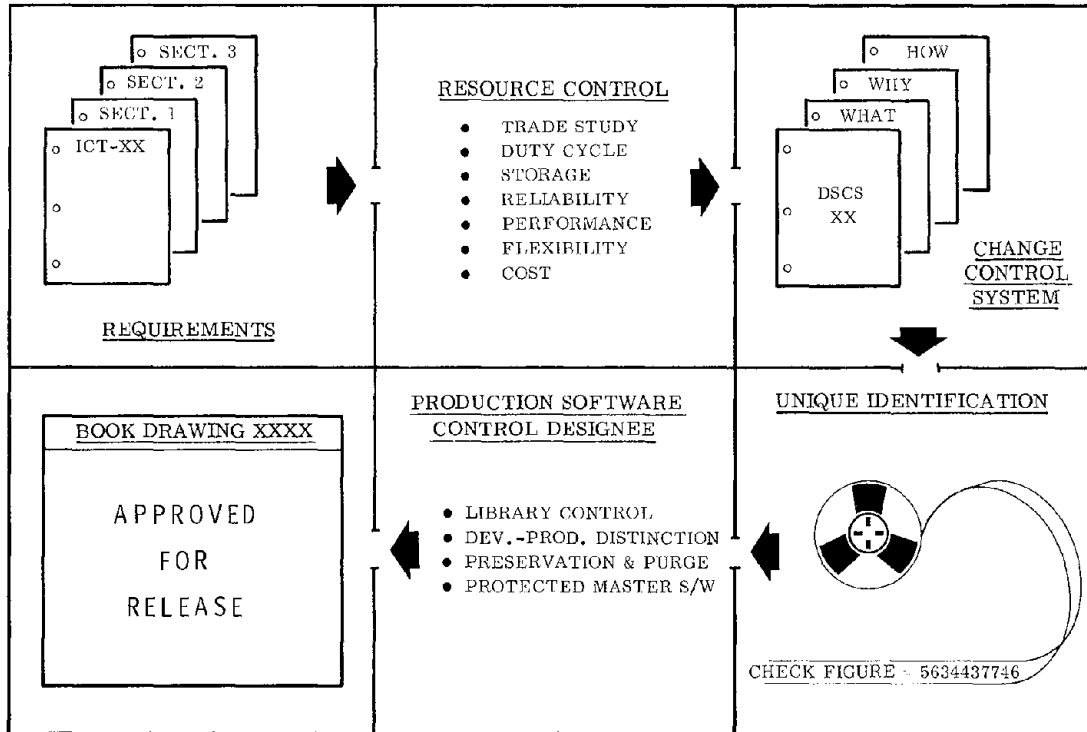 SECT. 3
SECT. 2
SECT. 1
ICT-XX
REQUIREMENTS
RESOURCE CONTROL
• TRADE STUDY
• DUTY CYCLE
• STORAGE
• RELIABILITY
• PERFORMANCE
• FLEXIBILITY
• COST
HOW
WHY
WHAT
DSCS
XX
CHANGE
CONTROL
SYSTEM
BOOK DRAWING XXXX
APPROVED
FOR
RELEASE
PRODUCTION SOFTWARE
CONTROL DESIGNEE
• LIBRARY CONTROL
• DEV.-PROD. DISTINCTION
• PRESERVATION & PURGE
• PROTECTED MASTER S/W
UNIQUE IDENTIFICATION
CHECK FIGURE - 5634437746